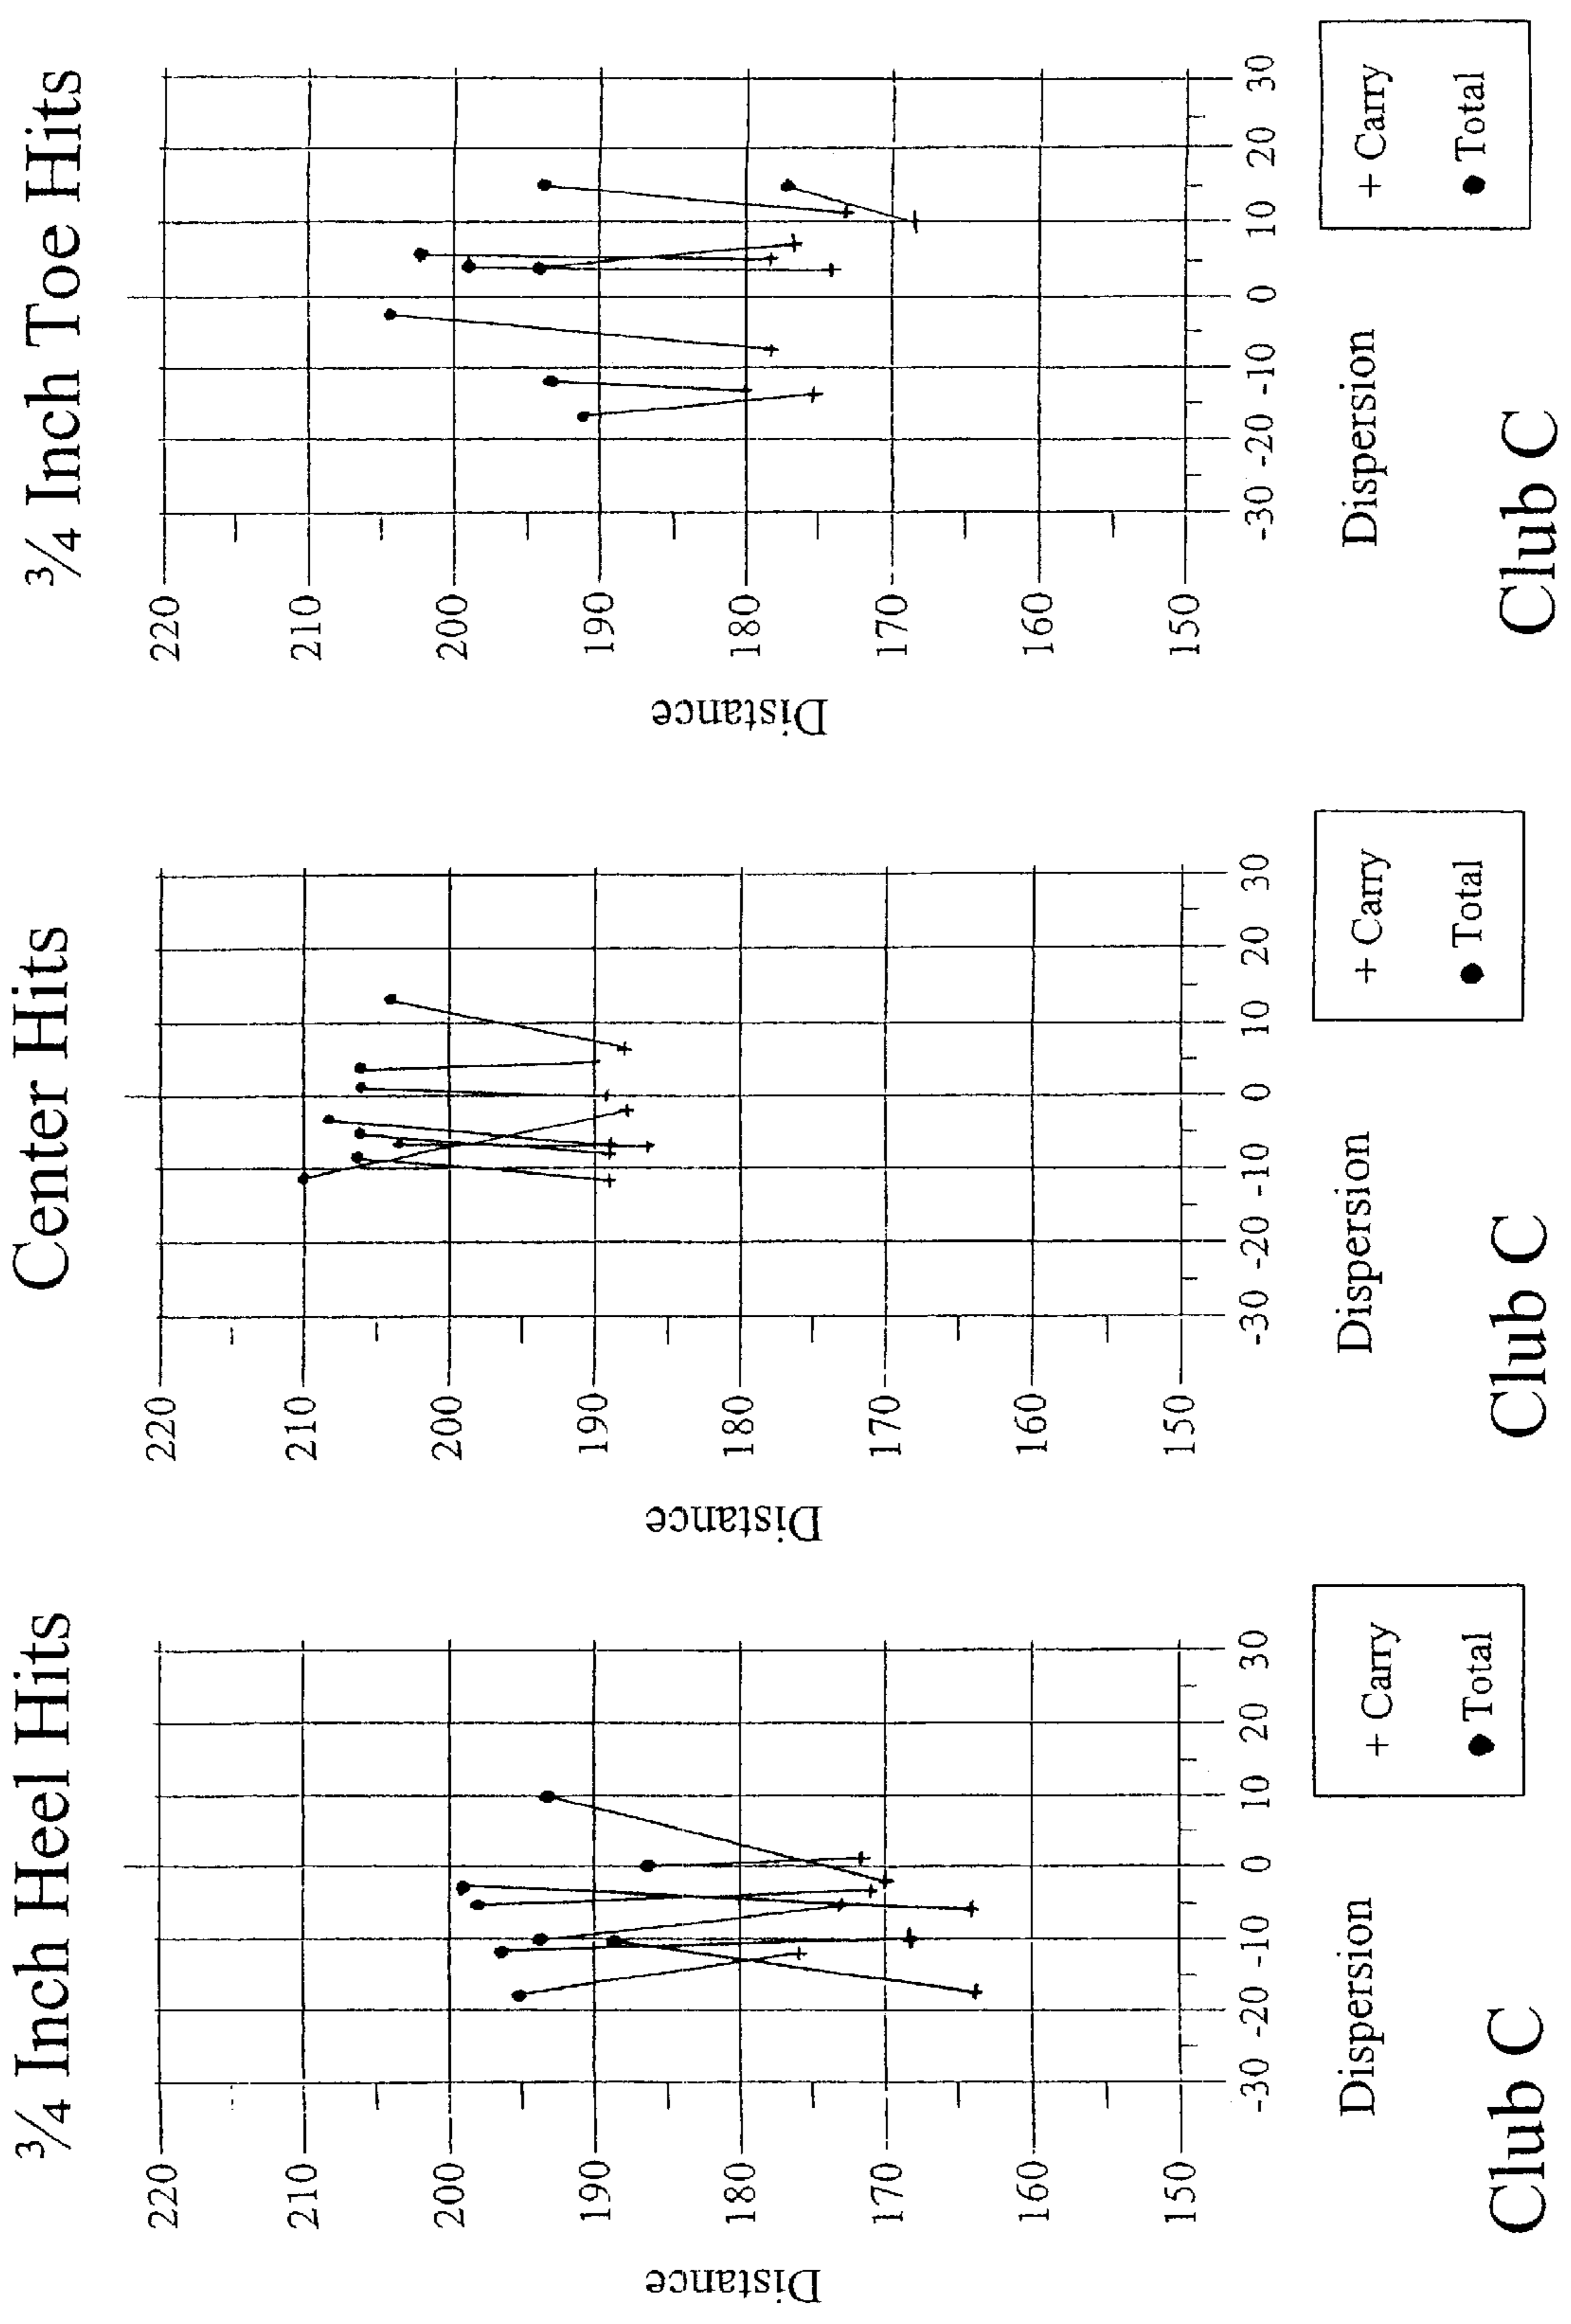 ¾ Inch Heel Hits
220
210
200
190
180
170
160
150
Distance
-30 -20 -10 0 10 20 30
Dispersion
+ Carry
● Total
Club C
Center Hits
220
210
200
190
180
170
160
150
Distance
-30 -20 -10 0 10 20 30
Dispersion
+ Carry
● Total
Club C
¾ Inch Toe Hits
220
210
200
190
180
170
160
150
Distance
-30 -20 -10 0 10 20 30
Dispersion
+ Carry
● Total
Club C